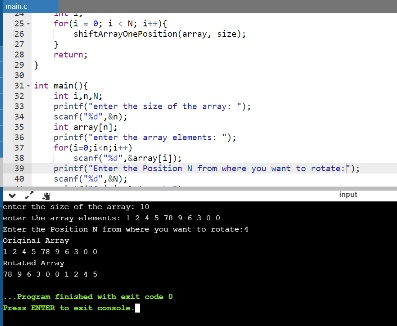 main.c
24 int i;
25 for(i = 0; i < N; i++){
26 shiftArrayOnePosition(array, size);
27 }
28 return;
29 }
30
31 int main(){
32 int i,n,N;
33 printf("enter the size of the array: ");
34 scanf("%d",&n);
35 int array[n];
36 printf("enter the array elements: ");
37 for(i=0;i<n;i++)
38 scanf("%d",&array[i]);
39 printf("Enter the Position N from where you want to rotate:");
40 scanf("%d",&N);
input
enter the size of the array: 10
enter the array elements: 1 2 4 5 78 9 6 3 0 0
Enter the Position N from where you want to rotate:4
Original Array
1 2 4 5 78 9 6 3 0 0
Rotated Array
78 9 6 3 0 0 1 2 4 5
...Program finished with exit code 0
Press ENTER to exit console.